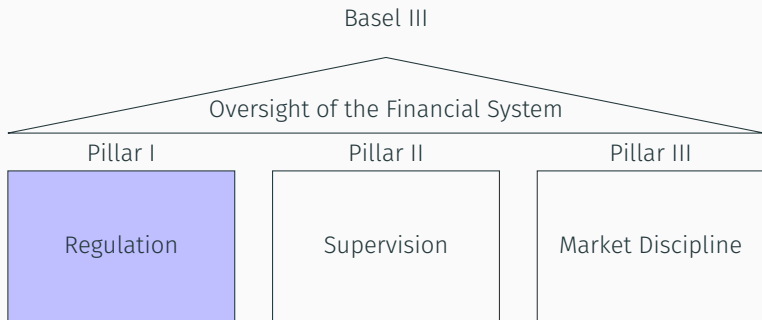 Basel III
Oversight of the Financial System
Pillar I
Pillar II
Pillar III
Regulation
Supervision
Market Discipline